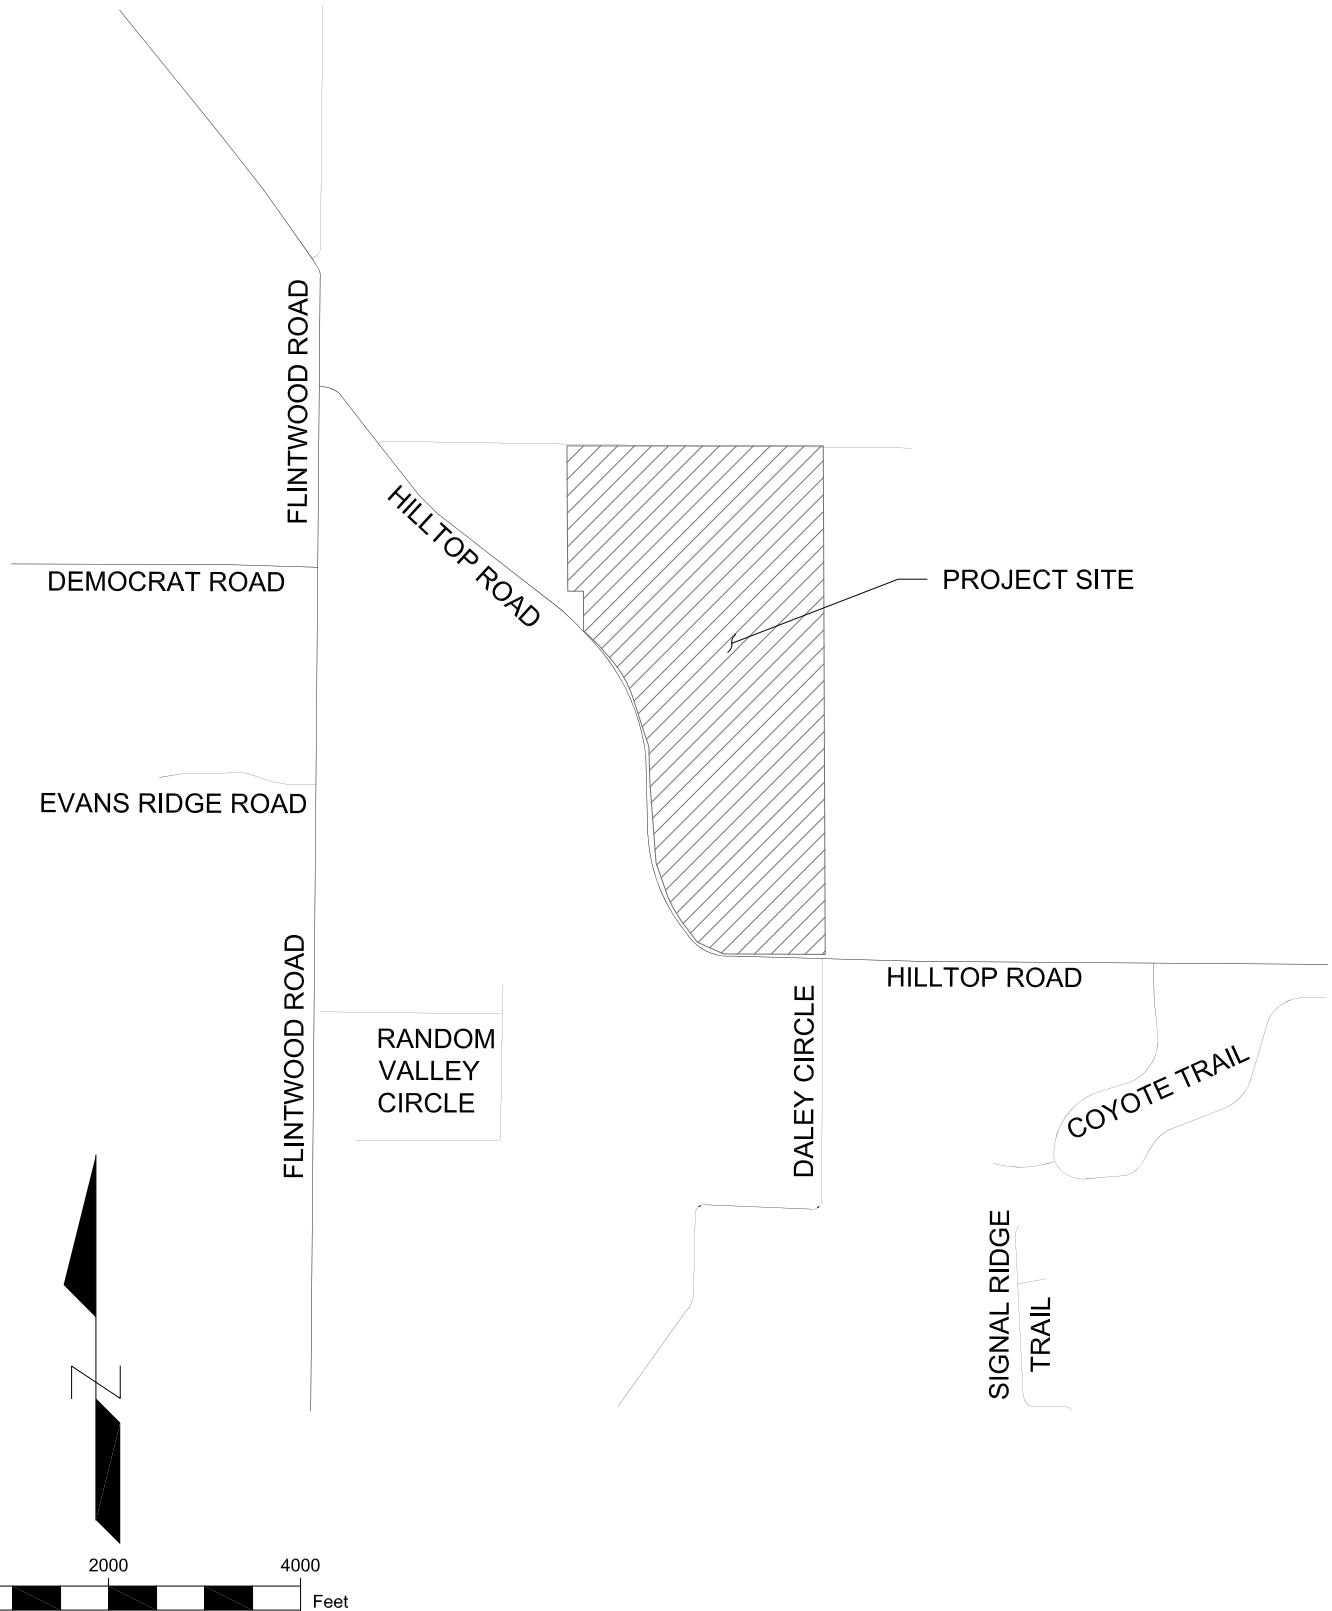 FLINTWOOD ROAD
HILLTOP ROAD
DEMOCRAT ROAD
PROJECT SITE
EVANS RIDGE ROAD
FLINTWOOD ROAD
HILLTOP ROAD
RANDOM
VALLEY
CIRCLE
DALEY CIRCLE
COYOTE TRAIL
SIGNAL RIDGE
TRAIL
N
2000
4000
Feet